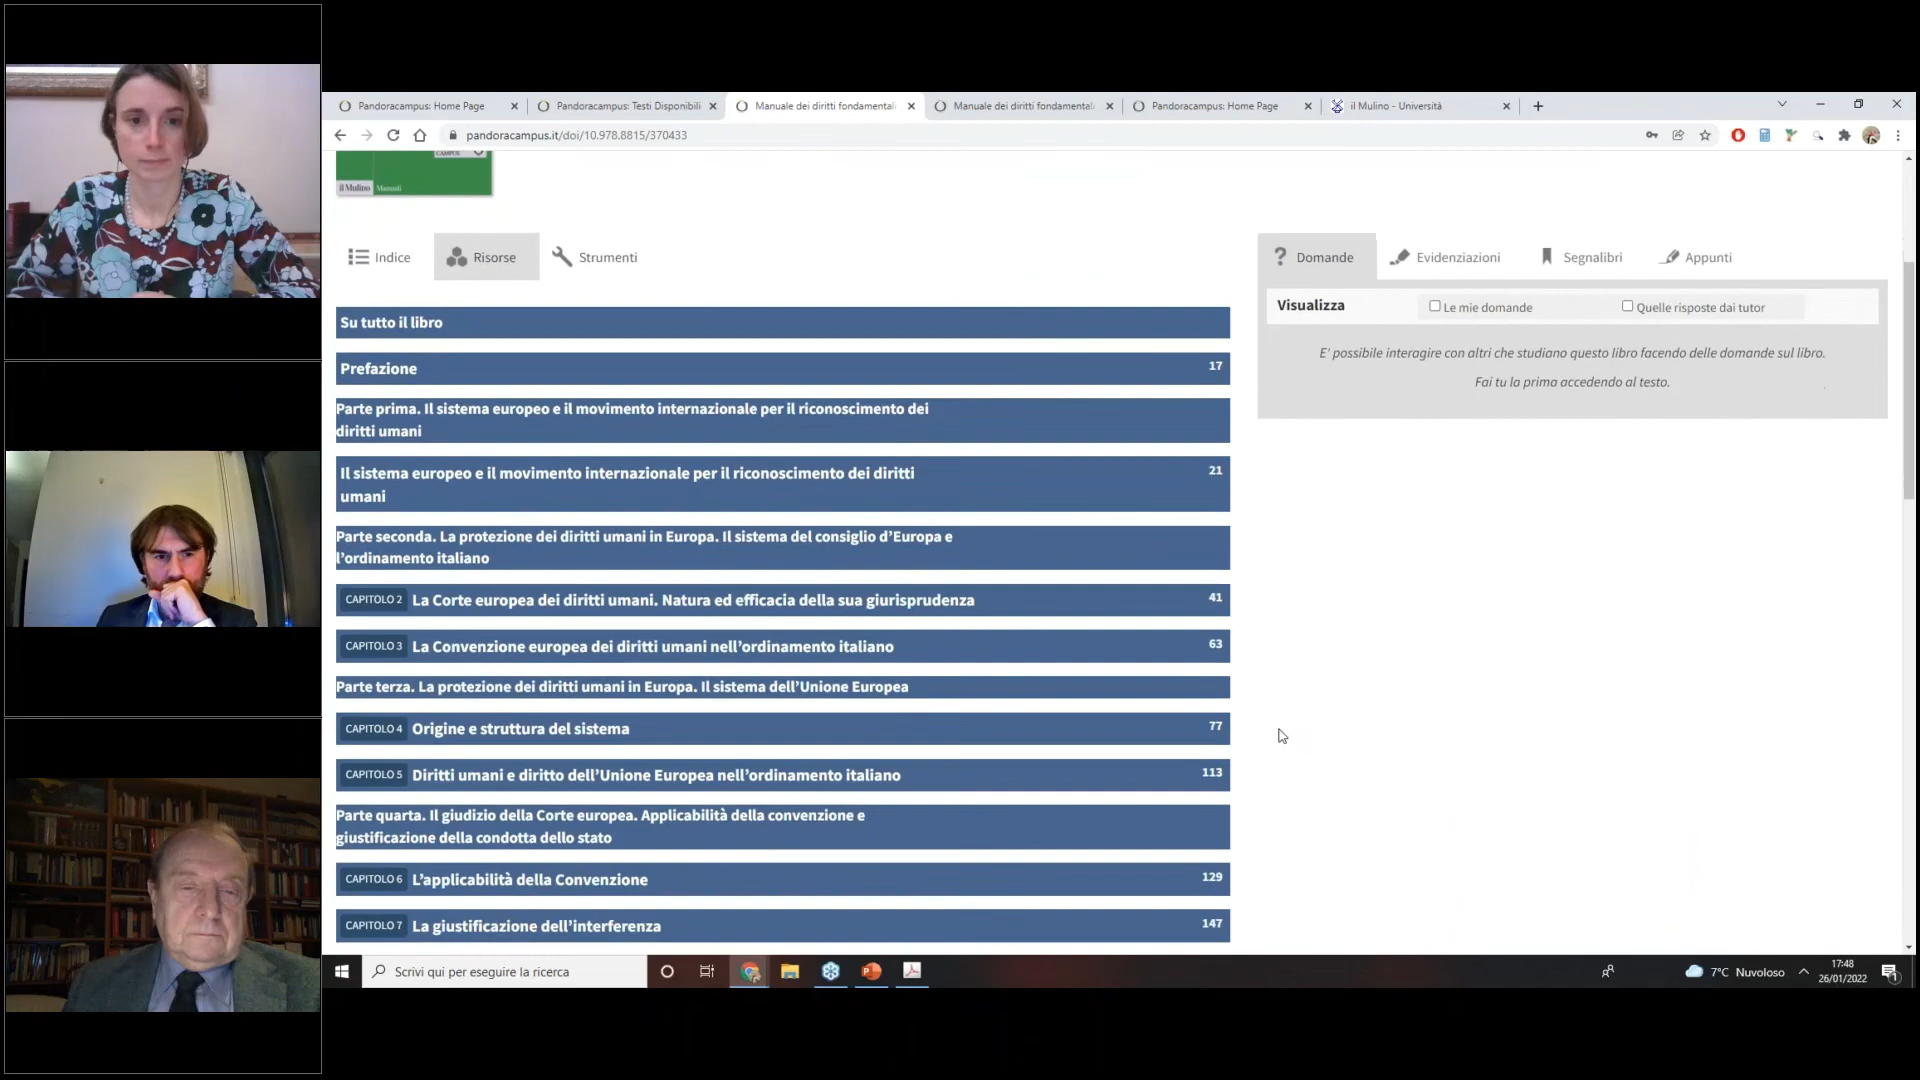 Pandoracampus: Home Page
Pandoracampus: Testi Disponibili
Manuale dei diritti fondamental
Manuale dei diritti fondamental
Pandoracampus: Home Page
il Mulino - Università
pandoracampus.it/doi/10.978.8815/370433
CAMPUS
il Mulino Manuali
Indice
Risorse
Strumenti
Su tutto il libro
Prefazione 17
Parte prima. Il sistema europeo e il movimento internazionale per il riconoscimento dei
diritti umani
Il sistema europeo e il movimento internazionale per il riconoscimento dei diritti 21
umani
Parte seconda. La protezione dei diritti umani in Europa. Il sistema del consiglio d’Europa e
l’ordinamento italiano
CAPITOLO 2 La Corte europea dei diritti umani. Natura ed efficacia della sua giurisprudenza 41
CAPITOLO 3 La Convenzione europea dei diritti umani nell’ordinamento italiano 63
Parte terza. La protezione dei diritti umani in Europa. Il sistema dell’Unione Europea
CAPITOLO 4 Origine e struttura del sistema 77
CAPITOLO 5 Diritti umani e diritto dell’Unione Europea nell’ordinamento italiano 113
Parte quarta. Il giudizio della Corte europea. Applicabilità della convenzione e
giustificazione della condotta dello stato
CAPITOLO 6 L’applicabilità della Convenzione 129
CAPITOLO 7 La giustificazione dell’interferenza 147
? Domande
Evidenziazioni
Segnalibri
Appunti
Visualizza
Le mie domande
Quelle risposte dai tutor
E' possibile interagire con altri che studiano questo libro facendo delle domande sul libro.
Fai tu la prima accedendo al testo.
Scrivi qui per eseguire la ricerca
7°C Nuvoloso
17:48
26/01/2022
1